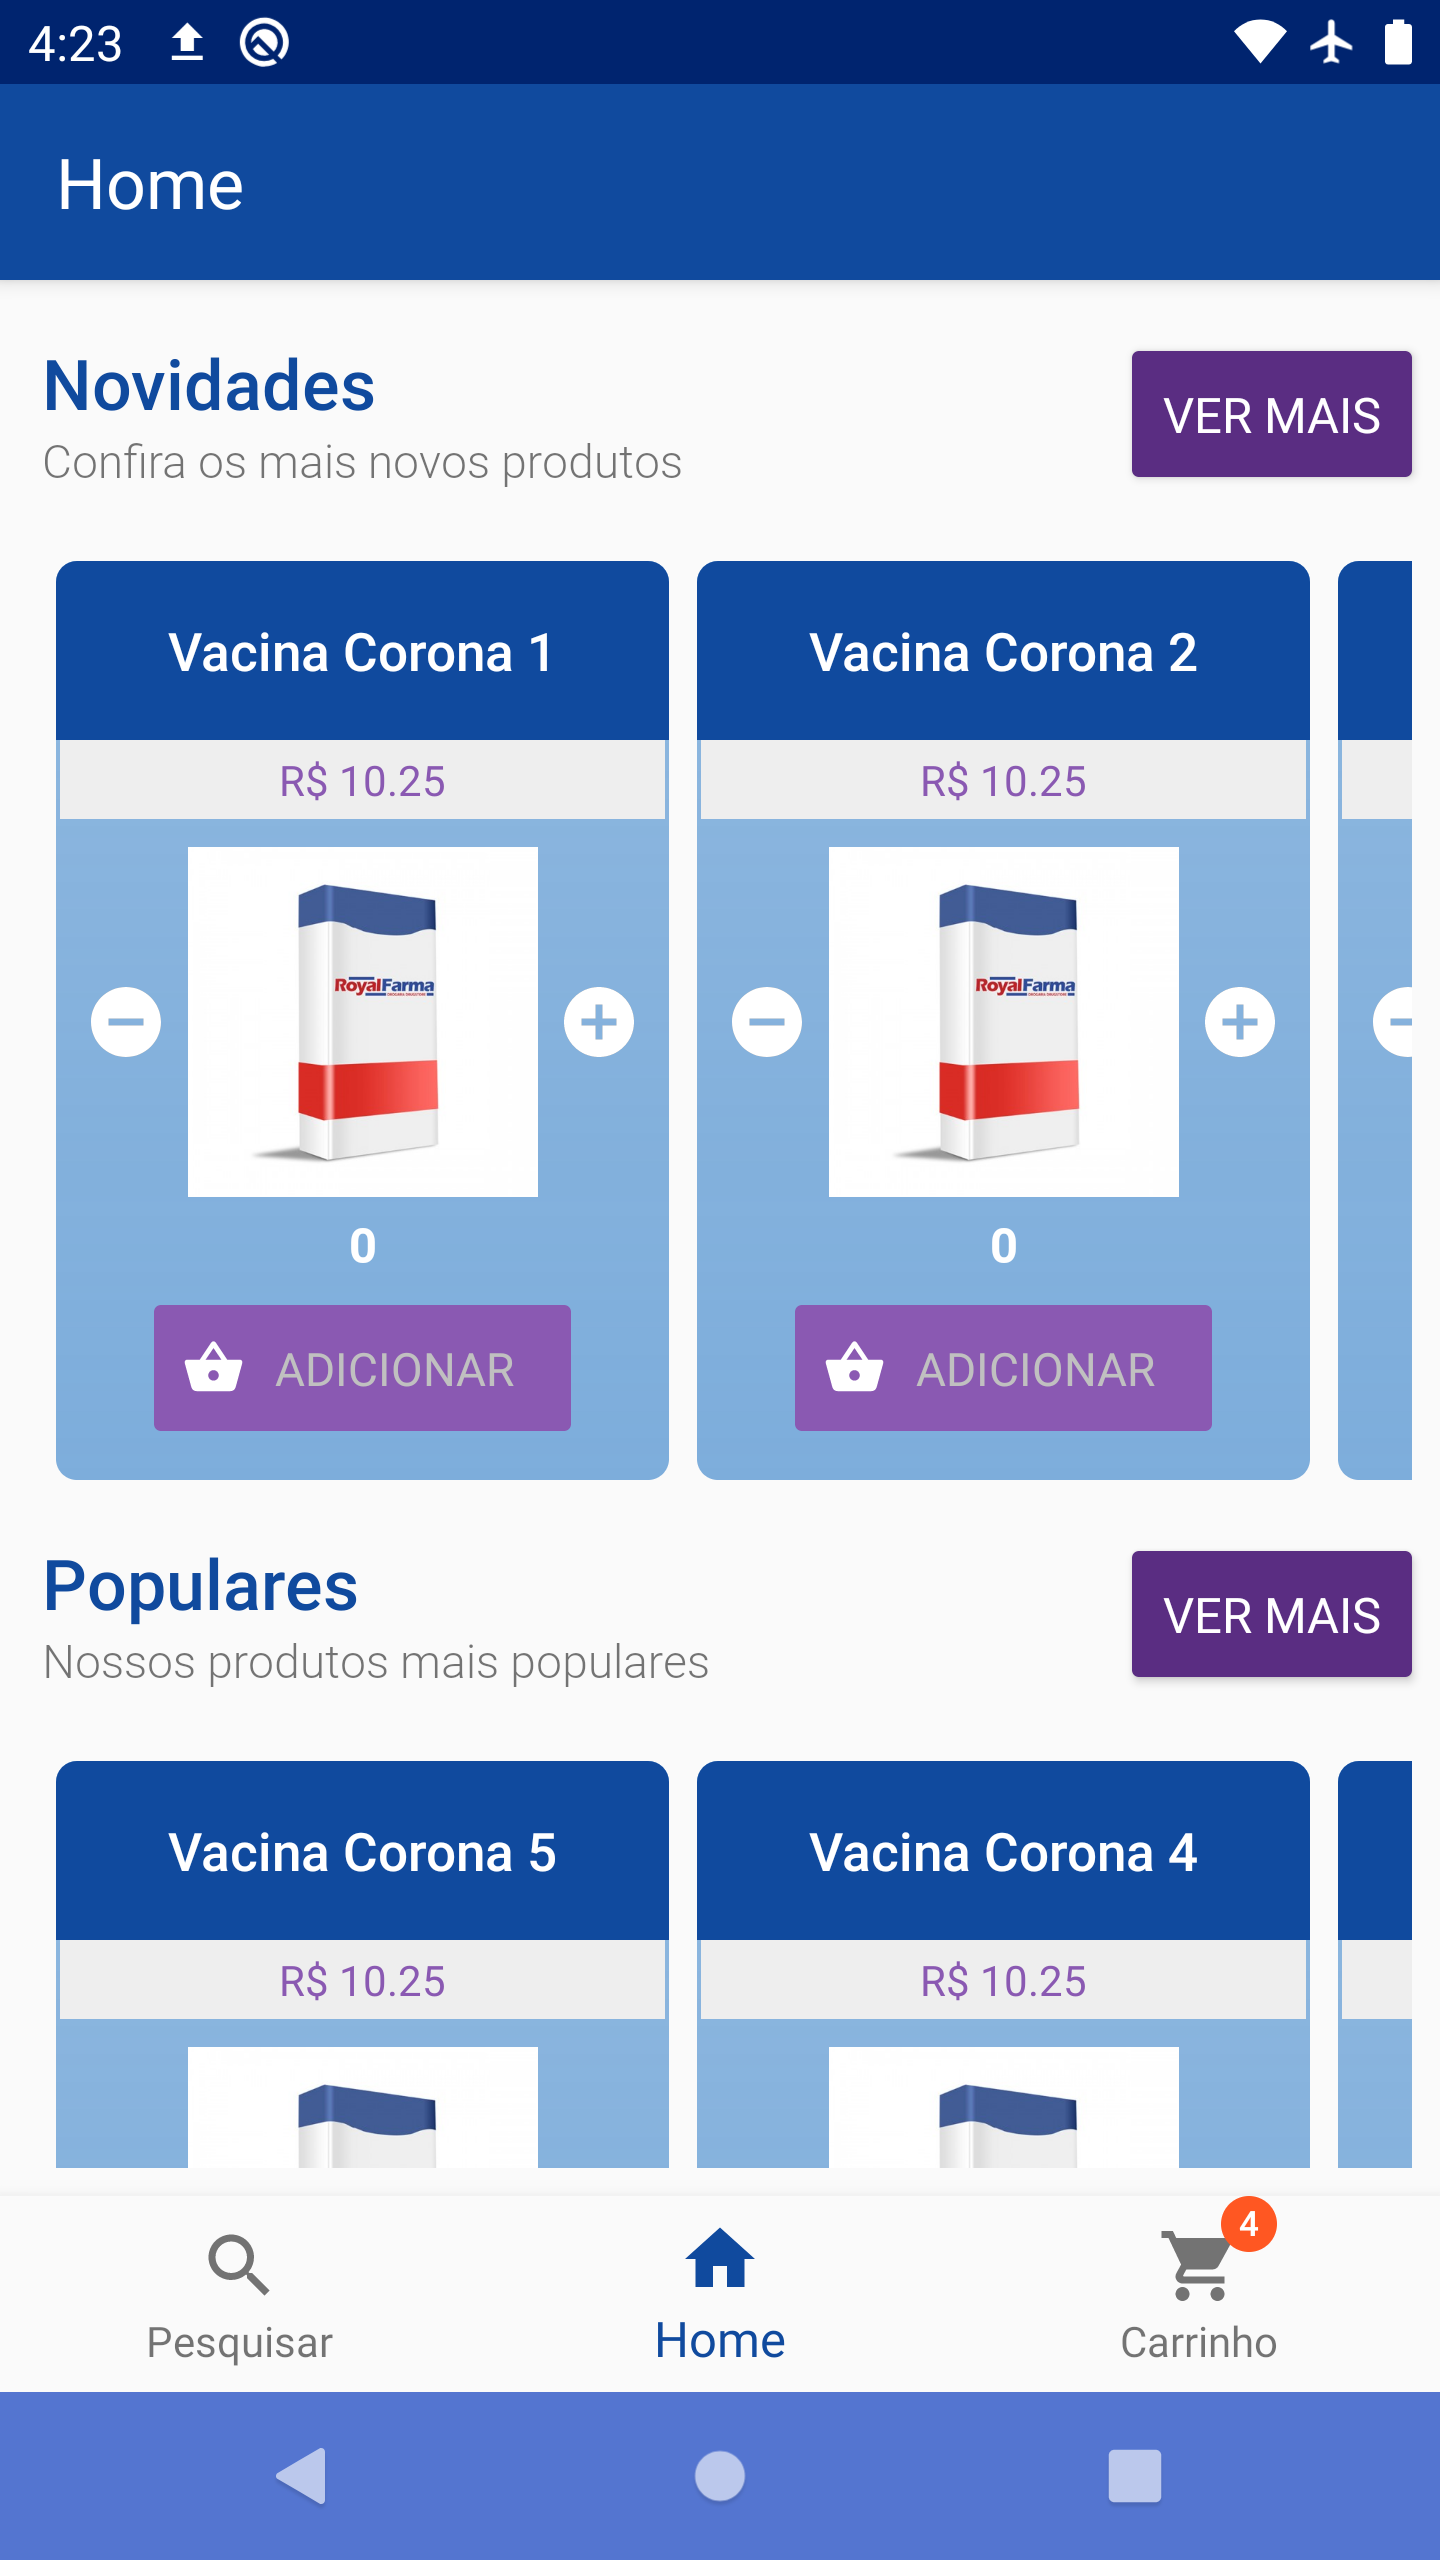 4:23
Home
Novidades
VER MAIS
Confira os mais novos produtos
Vacina Corona 1
Vacina Corona 2
R$ 10.25
R$ 10.25
RoyalFarma
RoyalFarma
0
0
ADICIONAR
ADICIONAR
Populares
VER MAIS
Nossos produtos mais populares
Vacina Corona 5
Vacina Corona 4
R$ 10.25
R$ 10.25
4
Pesquisar
Home
Carrinho